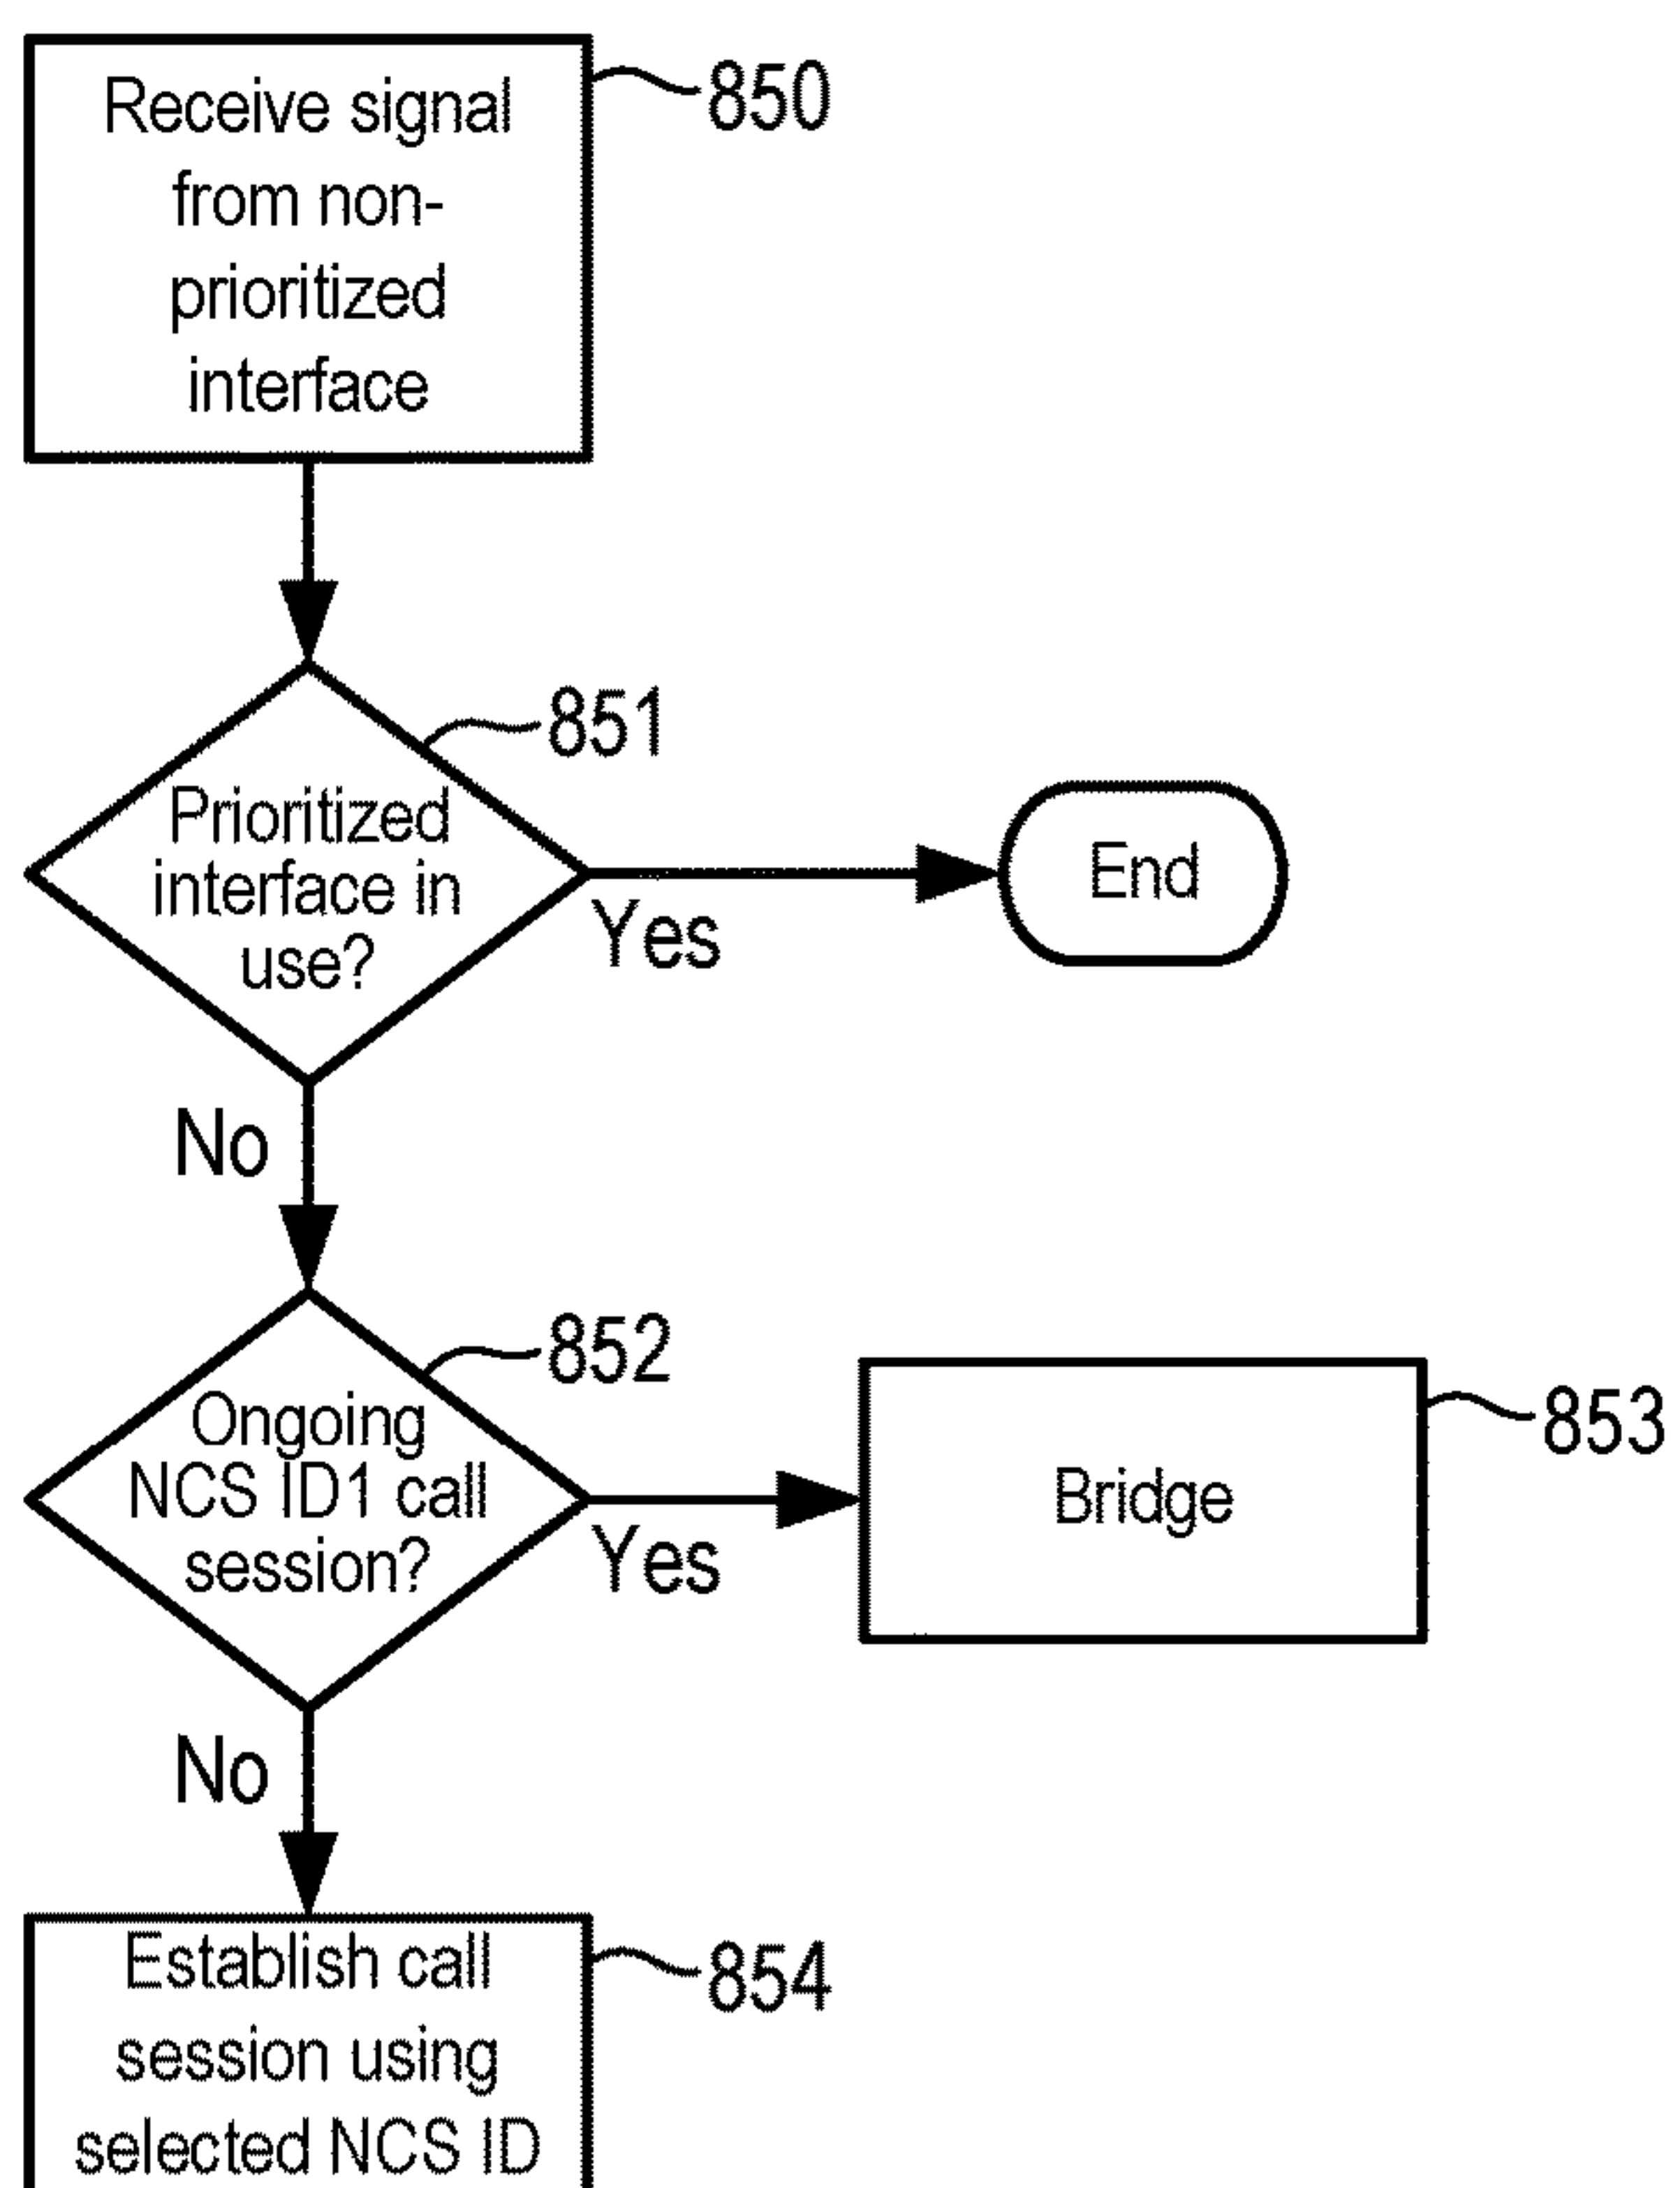 Receive signal
from non-
prioritized
interface
850
851
Prioritized
interface in
use?
Yes
End
No
852
Ongoing
NCS ID1 call
session?
Yes
Bridge
853
No
Establish call
session using
selected NCS ID
854